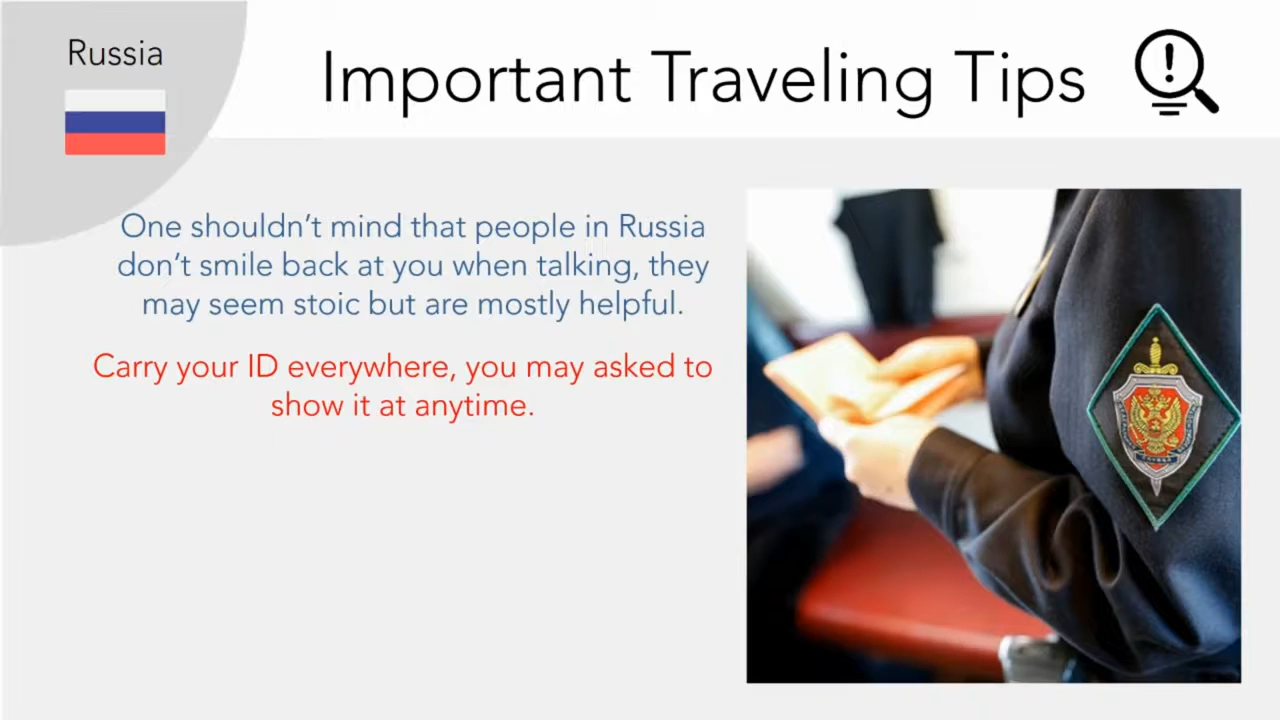 Russia
Important Traveling Tips
One shouldn't mind that people in Russia
don't smile back at you when talking, they
may seem stoic but are mostly helpful.
Carry your ID everywhere, you may asked to
show it at anytime.